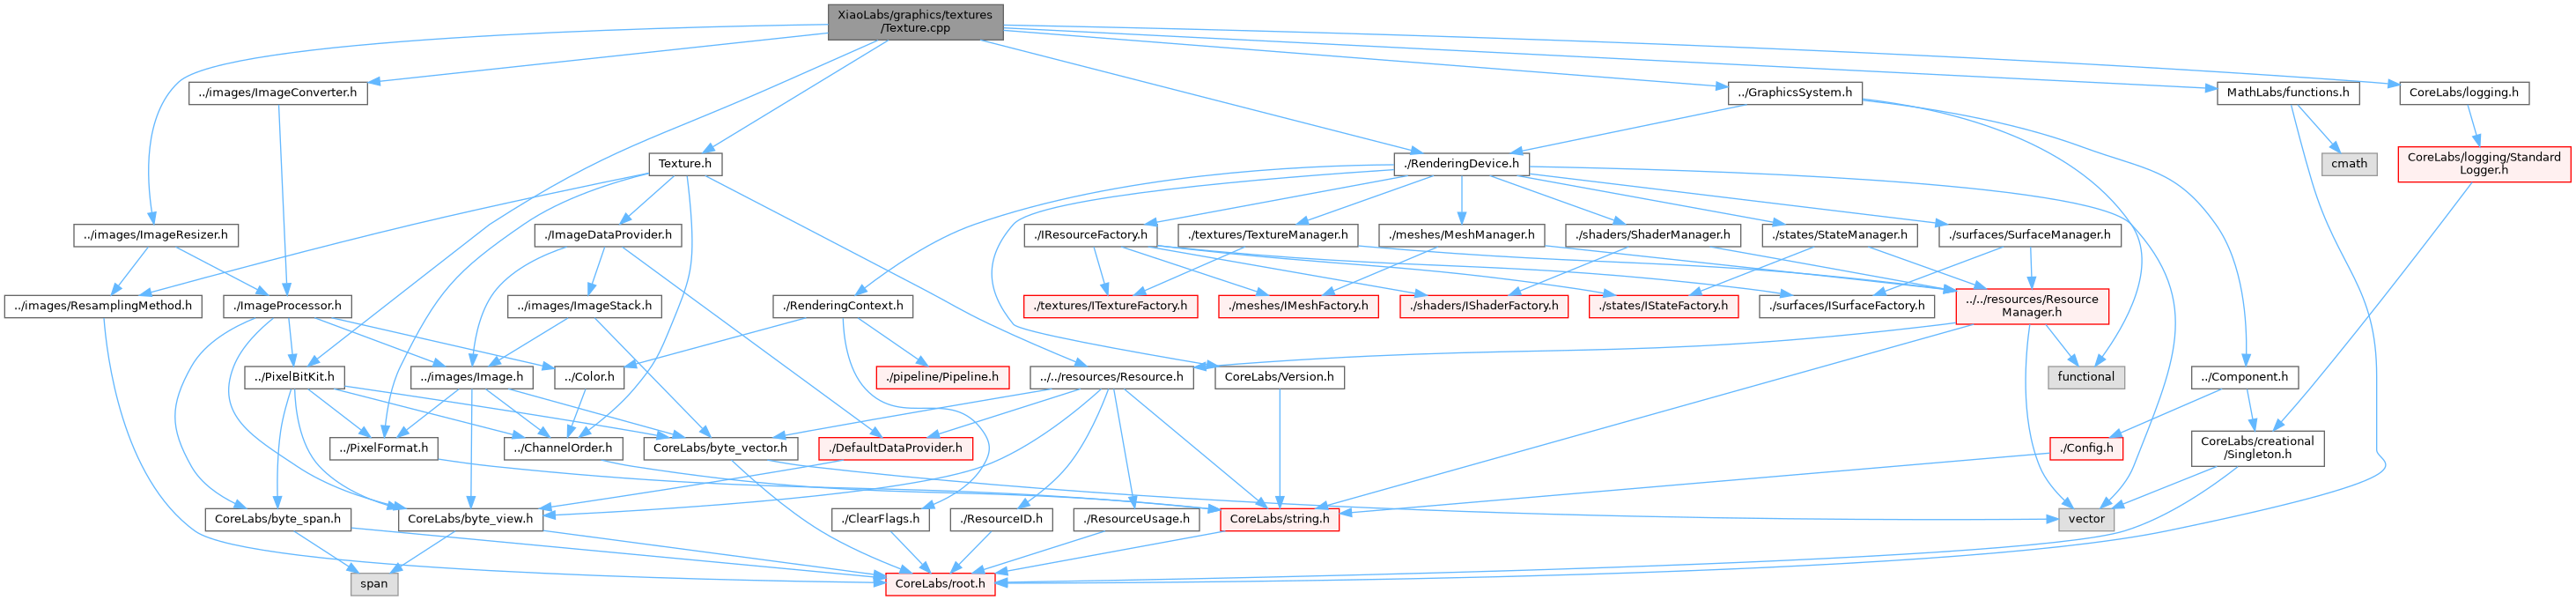 XiaoLabs/graphics/textures
/Texture.cpp
../images/ImageConverter.h
../GraphicsSystem.h
MathLabs/functions.h
CoreLabs/logging.h
Texture.h
./RenderingDevice.h
cmath
CoreLabs/logging/Standard
Logger.h
../images/ImageResizer.h
./ImageDataProvider.h
./IResourceFactory.h
./textures/TextureManager.h
./meshes/MeshManager.h
./shaders/ShaderManager.h
./states/StateManager.h
./surfaces/SurfaceManager.h
../images/ResamplingMethod.h
./ImageProcessor.h
../images/ImageStack.h
./RenderingContext.h
./textures/ITextureFactory.h
./meshes/IMeshFactory.h
./shaders/IShaderFactory.h
./states/IStateFactory.h
./surfaces/ISurfaceFactory.h
../../resources/Resource
Manager.h
../PixelBitKit.h
../images/Image.h
../Color.h
./pipeline/Pipeline.h
../../resources/Resource.h
CoreLabs/Version.h
functional
../Component.h
../PixelFormat.h
../ChannelOrder.h
CoreLabs/byte_vector.h
./DefaultDataProvider.h
./Config.h
CoreLabs/creational
/Singleton.h
CoreLabs/byte_span.h
CoreLabs/byte_view.h
./ClearFlags.h
./ResourceID.h
./ResourceUsage.h
CoreLabs/string.h
vector
span
CoreLabs/root.h